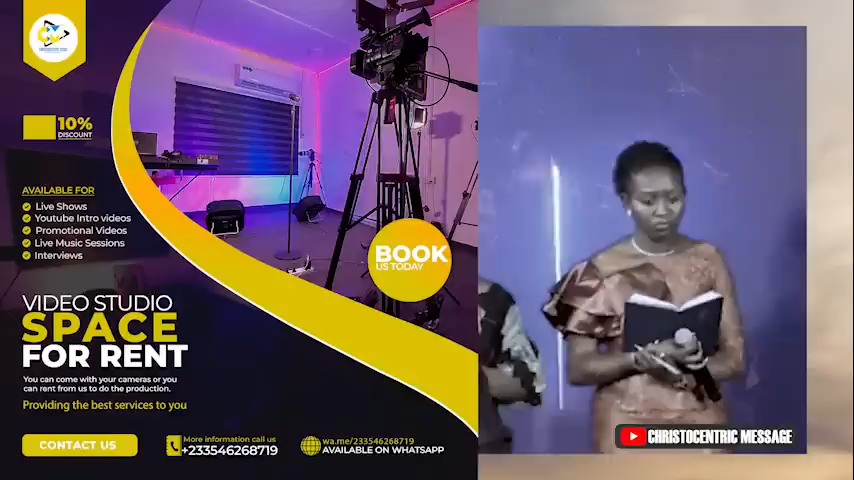 10%
DISCOUNT
AVAILABLE FOR
Live Shows
Youtube Intro videos
Promotional Videos
Live Music Sessions
Interviews
BOOK
US TODAY
VIDEO STUDIO
SPACE
FOR RENT
You can come with your cameras or you
can rent from us to do the production.
Providing the best services to you
CONTACT US
More information call us
+233546268719
wa.me/233546268719
AVAILABLE ON WHATSAPP
CHRISTOCENTRIC MESSAGE